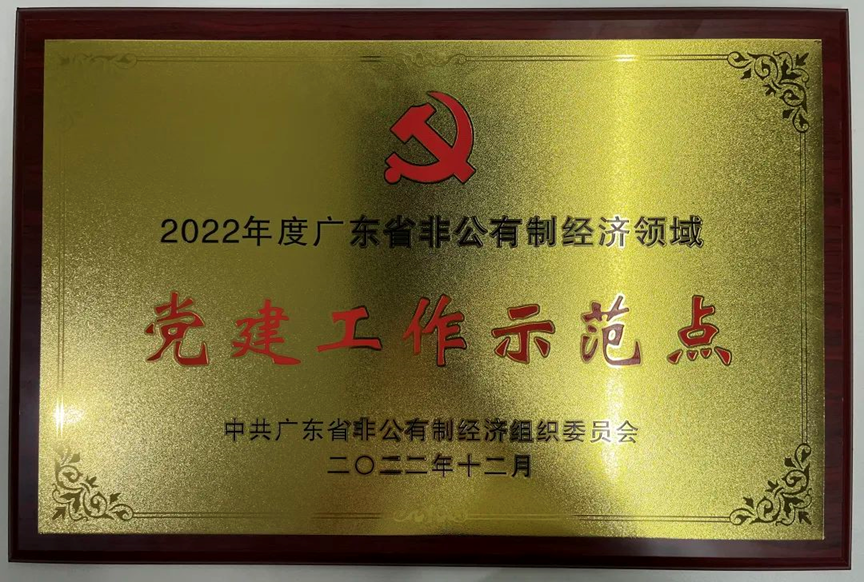 2022年度广东省非公有制经济领域
党建工作示范点
中共广东省非公有制经济组织委员会
二〇二二年十二月